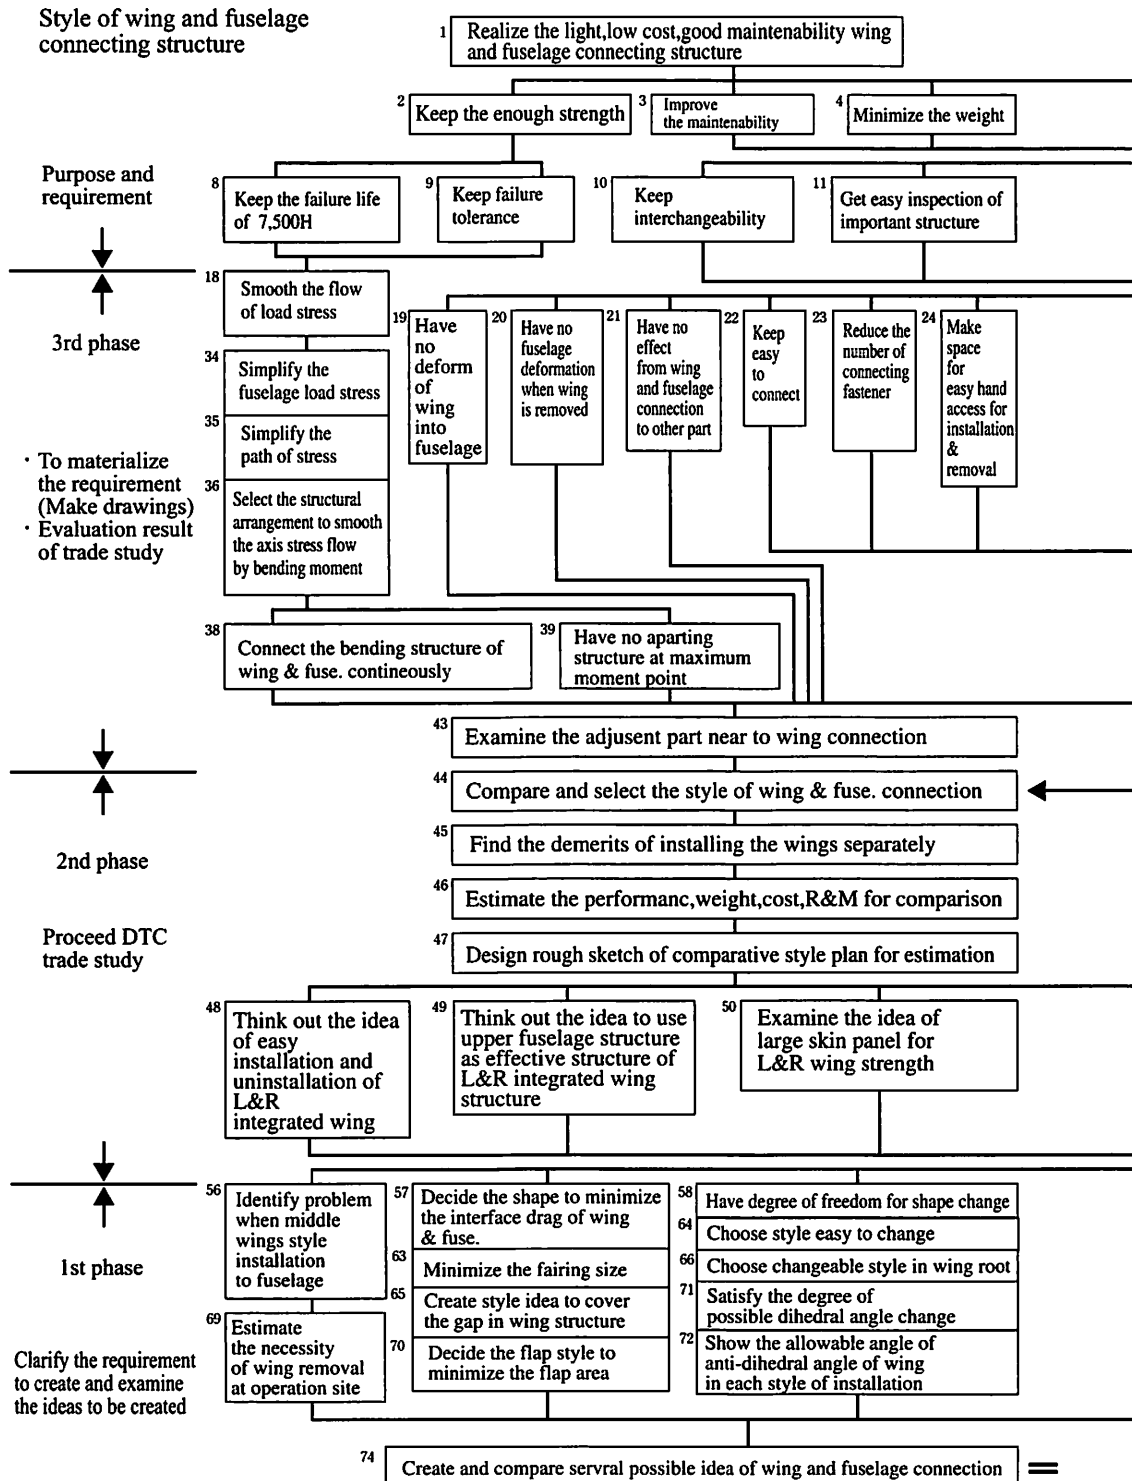 Style of wing and fuselage
connecting structure
1
Realize the light,low cost,good maintenability wing
and fuselage connecting structure
2
Keep the enough strength
3
Improve
the maintenability
4
Minimize the weight
Purpose and
requirement
8
Keep the failure life
of 7,500H
9
Keep failure
tolerance
10
Keep
interchangeability
11
Get easy inspection of
important structure
3rd phase
18
Smooth the flow
of load stress
19
Have
no
deform
of
wing
into
fuselage
20
Have no
fuselage
deformation
when wing
is removed
21
Have no
effect
from wing
and fuselage
connection
to other part
22
Keep
easy
to
connect
23
Reduce the
number of
connecting
fastener
24
Make
space
for
easy hand
access for
installation
&
removal
34
Simplify the
fuselage load stress
35
Simplify the
path of stress
36
Select the structural
arrangement to smooth
the axis stress flow
by bending moment
· To materialize
the requirement
(Make drawings)
· Evaluation result
of trade study
38
Connect the bending structure of
wing & fuse. contineously
39
Have no aparting
structure at maximum
moment point
43
Examine the adjusent part near to wing connection
44
Compare and select the style of wing & fuse. connection
45
Find the demerits of installing the wings separately
2nd phase
46
Estimate the performanc,weight,cost,R&M for comparison
47
Design rough sketch of comparative style plan for estimation
Proceed DTC
trade study
48
Think out the idea
of easy
installation and
uninstallation of
L&R
integrated wing
49
Think out the idea to use
upper fuselage structure
as effective structure of
L&R integrated wing
structure
50
Examine the idea of
large skin panel for
L&R wing strength
1st phase
56
Identify problem
when middle
wings style
installation
to fuselage
57
Decide the shape to minimize
the interface drag of wing
& fuse.
58
Have degree of freedom for shape change
63
Minimize the fairing size
64
Choose style easy to change
65
Create style idea to cover
the gap in wing structure
66
Choose changeable style in wing root
69
Estimate
the necessity
of wing removal
at operation site
70
Decide the flap style to
minimize the flap area
71
Satisfy the degree of
possible dihedral angle change
72
Show the allowable angle of
anti-dihedral angle of wing
in each style of installation
Clarify the requirement
to create and examine
the ideas to be created
74
Create and compare servral possible idea of wing and fuselage connection